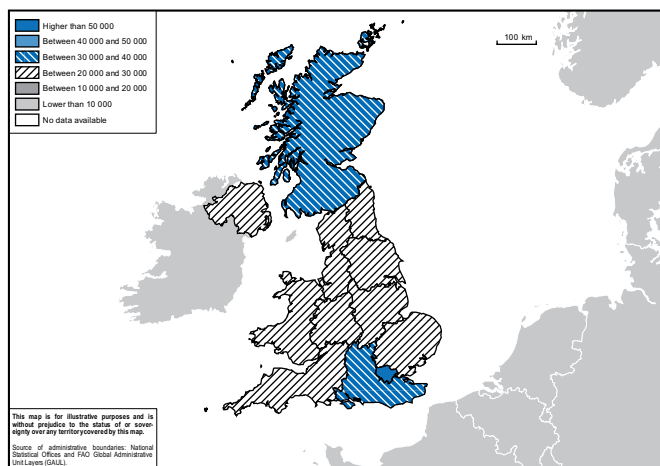 Higher than 50 000
Between 40 000 and 50 000
Between 30 000 and 40 000
Between 20 000 and 30 000
Between 10 000 and 20 000
Lower than 10 000
No data available
100 km
This map is for illustrative purposes and is
without prejudice to the status of or sover-
eignty over any territory covered by this map.
Source of administrative boundaries: National
Statistical Offices and FAO Global Administrative
Unit Layers (GAUL).